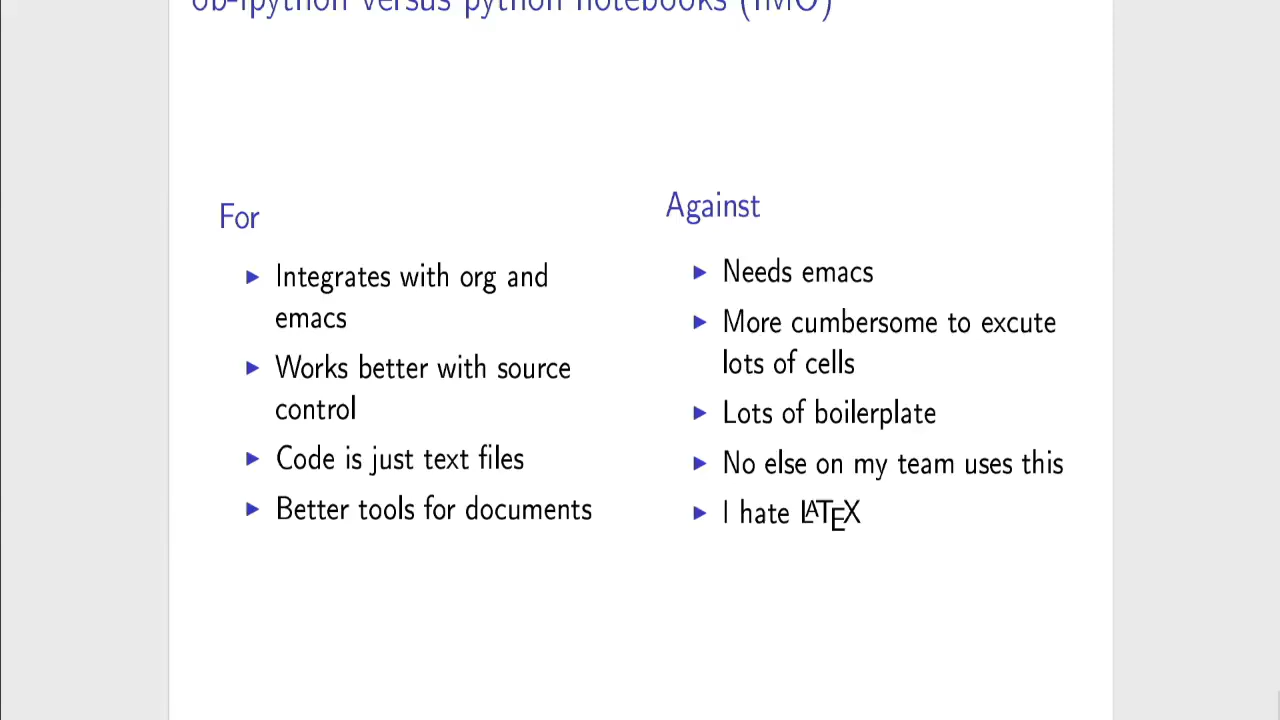 ob-ipython versus python notebooks (IMO)
For
▶ Integrates with org and
emacs
▶ Works better with source
control
▶ Code is just text files
▶ Better tools for documents
Against
▶ Needs emacs
▶ More cumbersome to excute
lots of cells
▶ Lots of boilerplate
▶ No else on my team uses this
▶ I hate LATEX